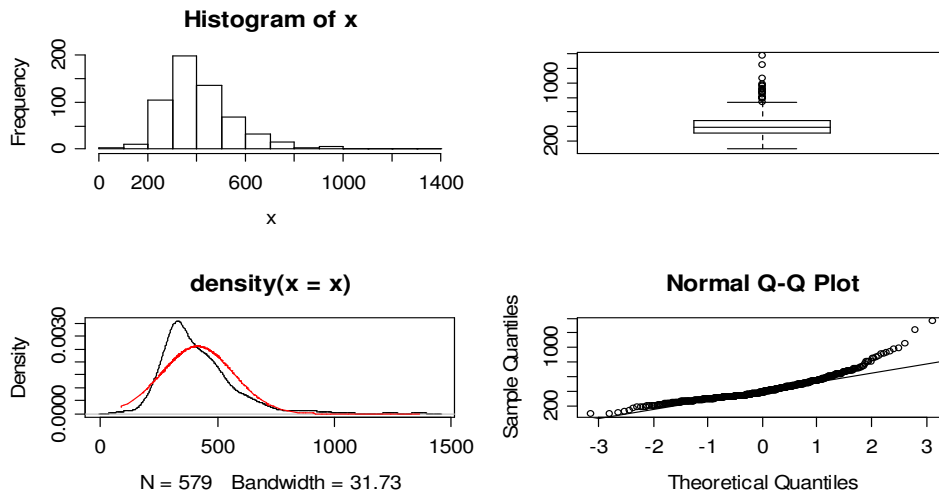 Histogram of x
Frequency
0 100 200
0 200 600 1000 1400
x
200 1000
density(x = x)
Density
0.0000 0.0030
0 500 1000 1500
N = 579 Bandwidth = 31.73
Normal Q-Q Plot
Sample Quantiles
200 1000
-3 -2 -1 0 1 2 3
Theoretical Quantiles